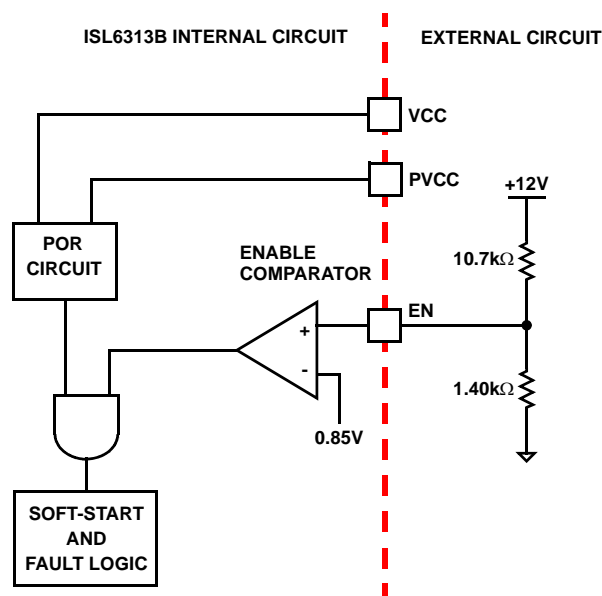 ISL6313B INTERNAL CIRCUIT
EXTERNAL CIRCUIT
VCC
PVCC
+12V
POR
CIRCUIT
ENABLE
COMPARATOR
10.7kΩ
EN
+
-
0.85V
1.40kΩ
SOFT-START
AND
FAULT LOGIC